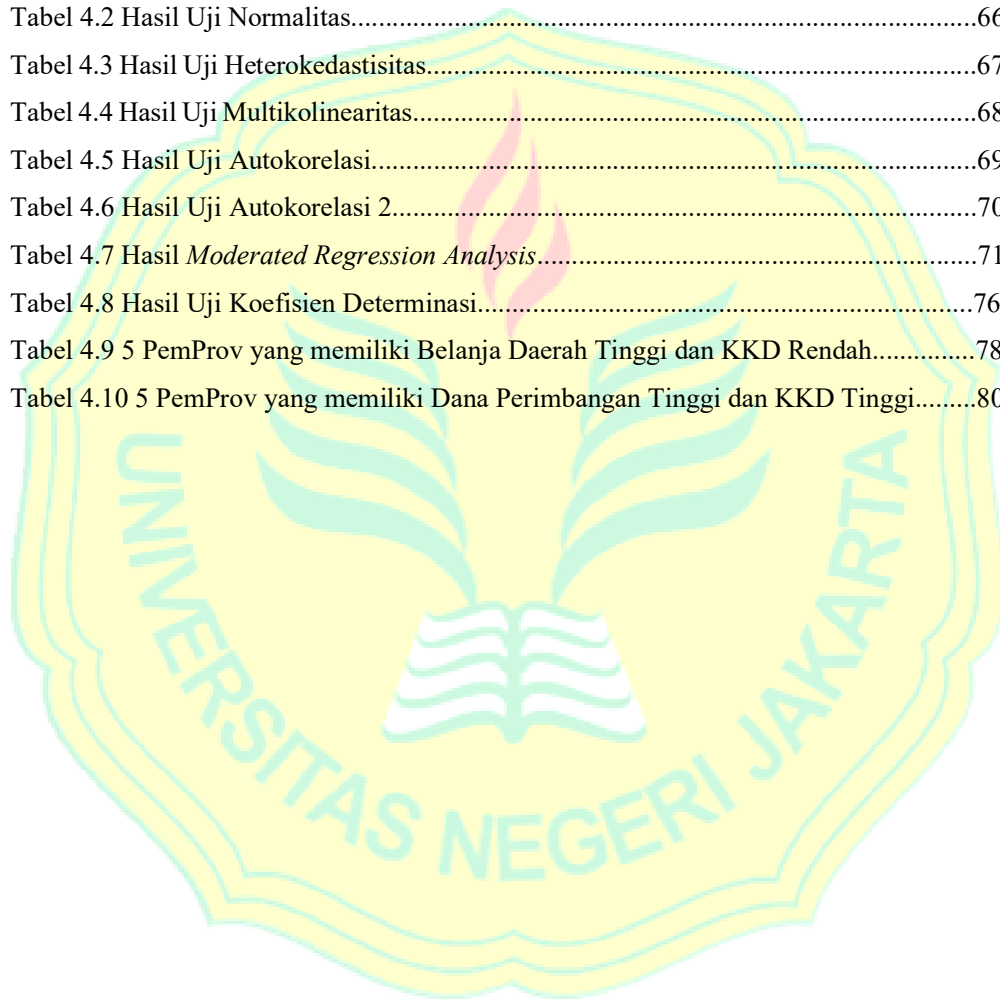 Tabel 4.2 Hasil Uji Normalitas....................................................................................66
Tabel 4.3 Hasil Uji Heterokedastisitas.........................................................................67
Tabel 4.4 Hasil Uji Multikolinearitas...........................................................................68
Tabel 4.5 Hasil Uji Autokorelasi.................................................................................69
Tabel 4.6 Hasil Uji Autokorelasi 2..............................................................................70
Tabel 4.7 Hasil Moderated Regression Analysis..........................................................71
Tabel 4.8 Hasil Uji Koefisien Determinasi..................................................................76
Tabel 4.9 5 PemProv yang memiliki Belanja Daerah Tinggi dan KKD Rendah..............78
Tabel 4.10 5 PemProv yang memiliki Dana Perimbangan Tinggi dan KKD Tinggi.........80
UNIVERSITAS NEGERI JAKARTA